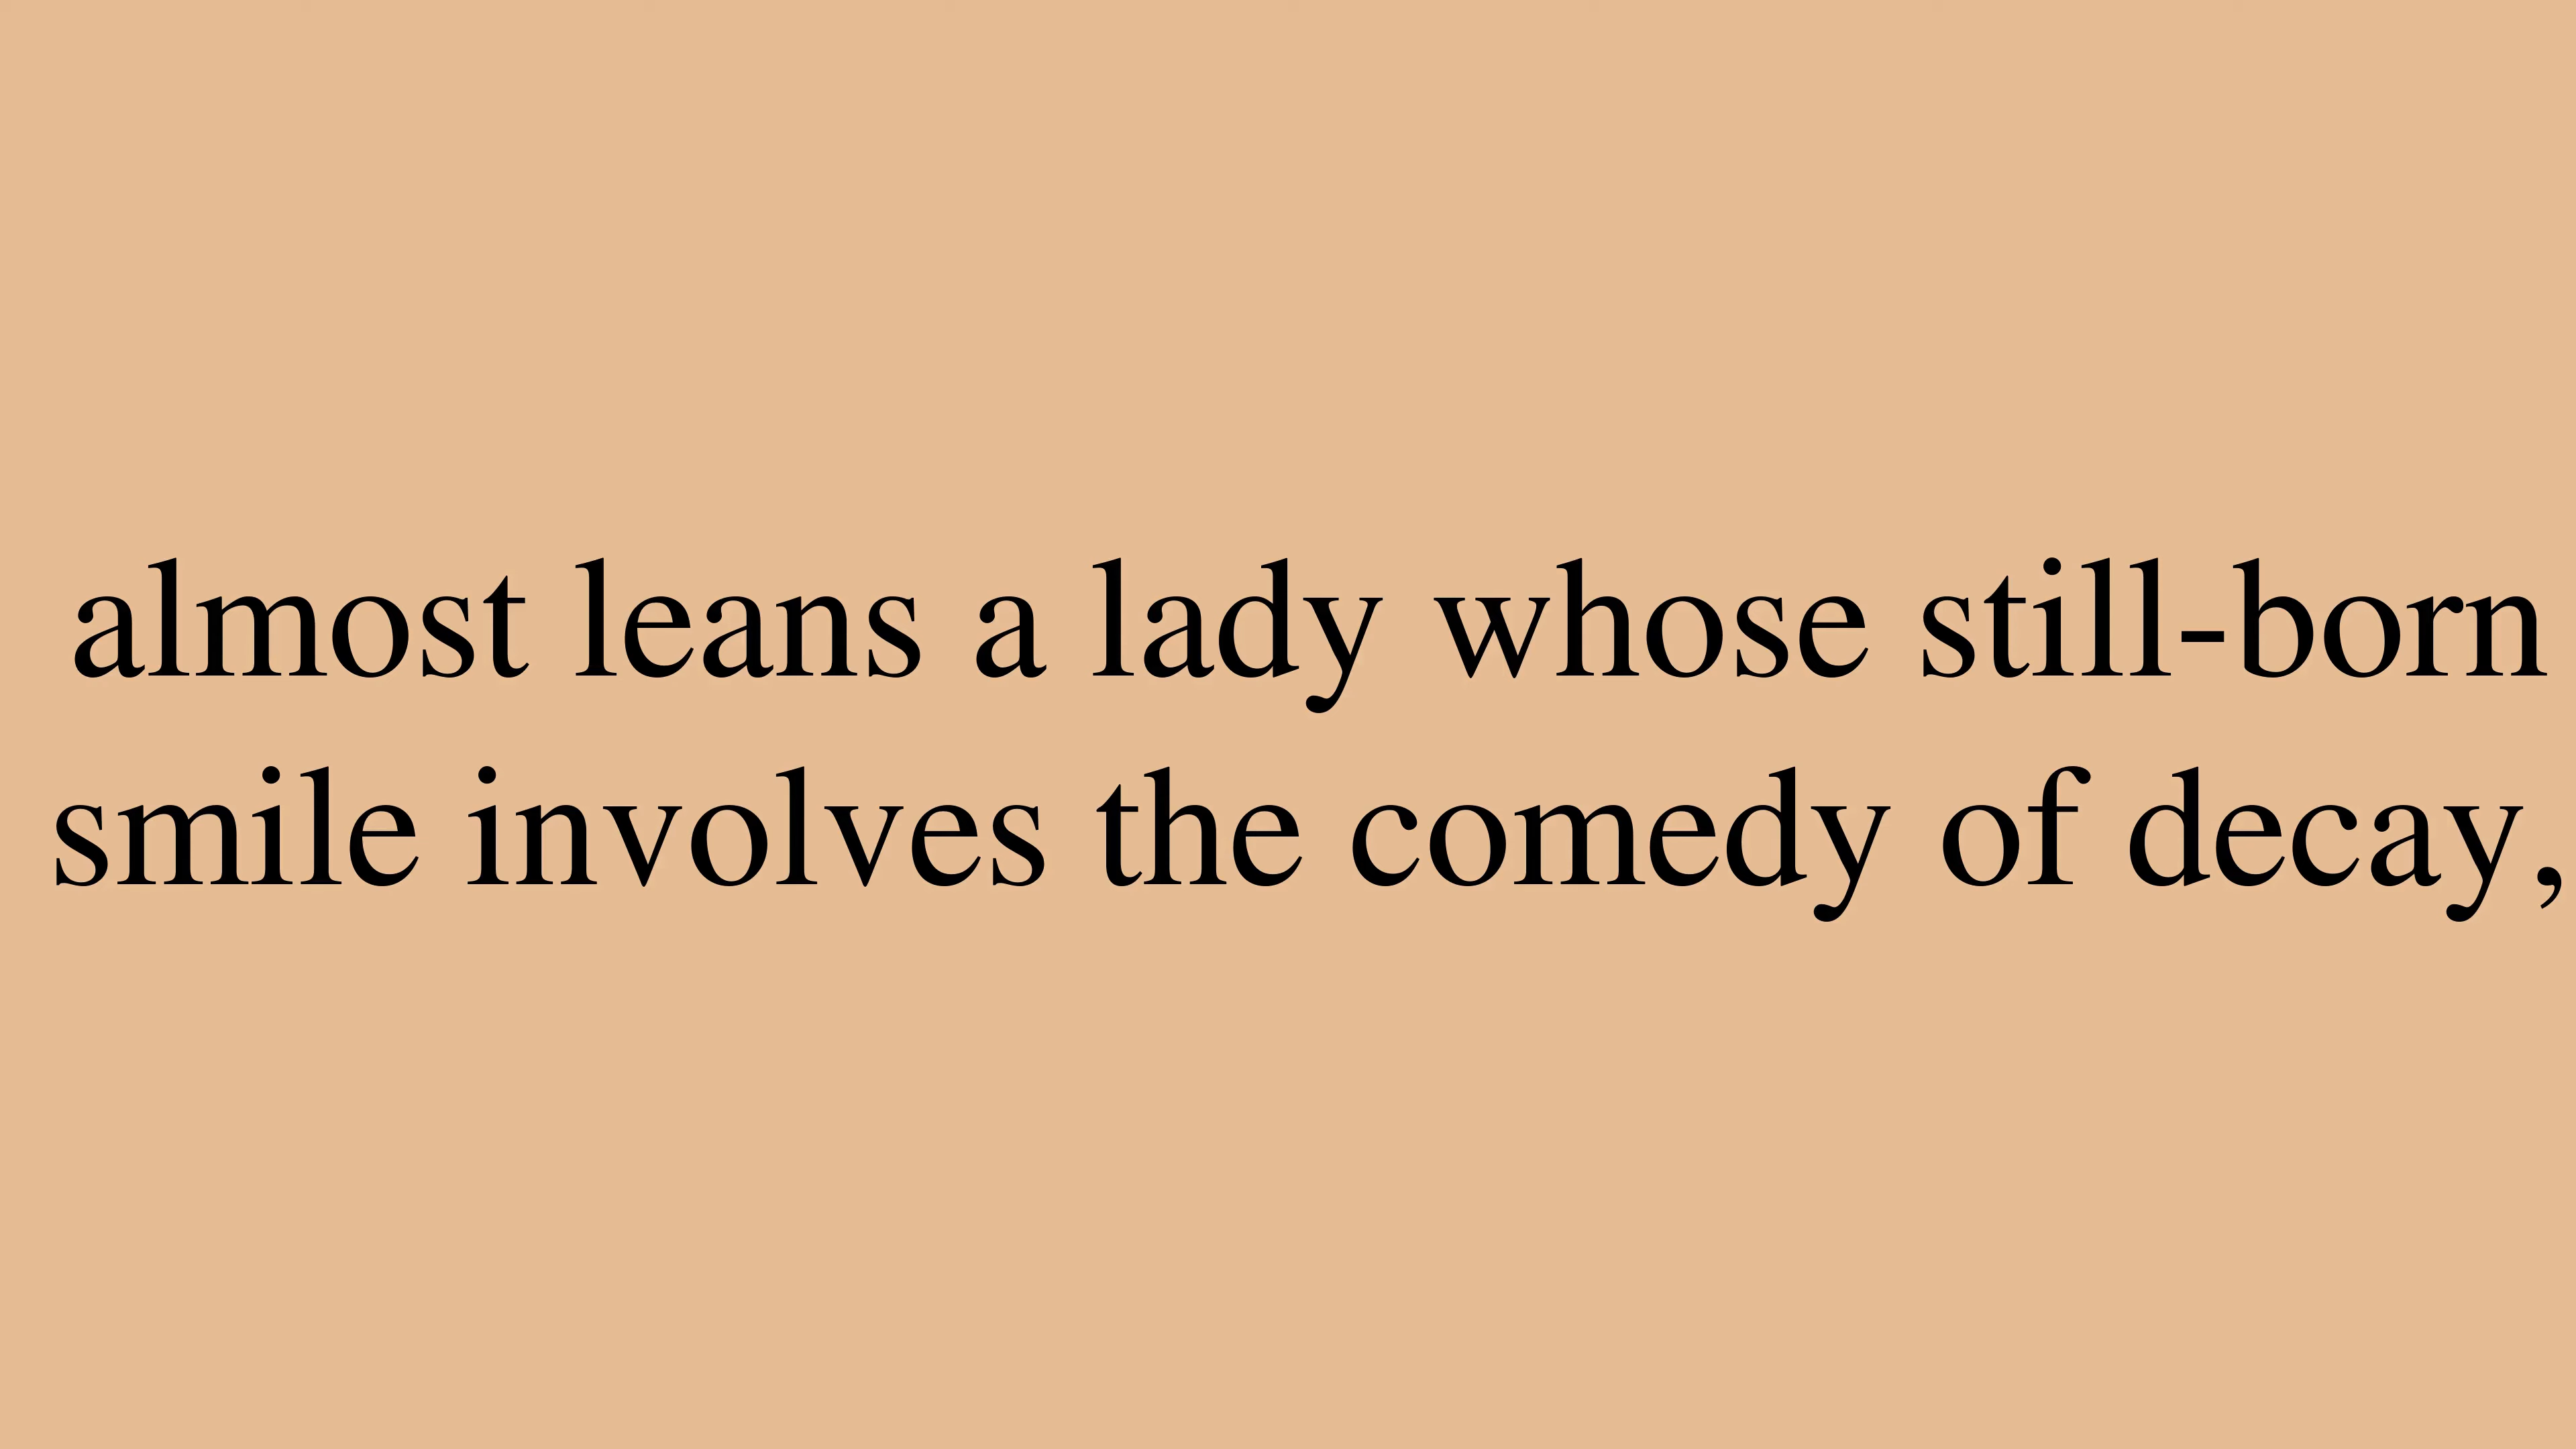 almost leans a lady whose still-born
smile involves the comedy of decay,